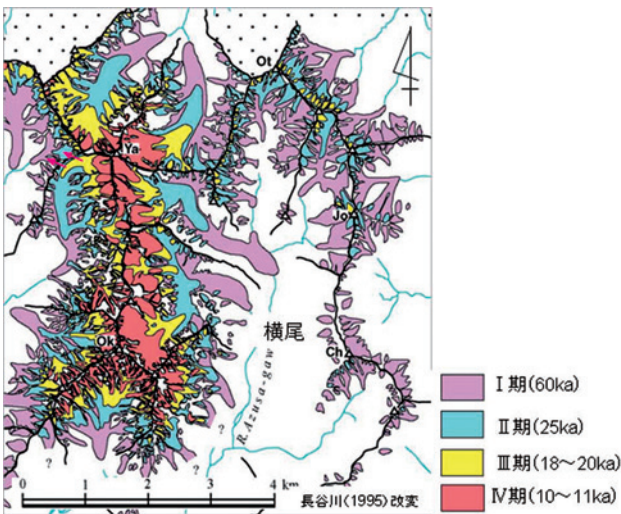 Ot
Ya
Jo
横尾
Ok
Ch
R.Azusa-gaw
?
?
?
?
0 1 2 3 4 km
長谷川(1995)改変
Ⅰ期(60ka)
Ⅱ期(25ka)
Ⅲ期(18～20ka)
Ⅳ期(10～11ka)